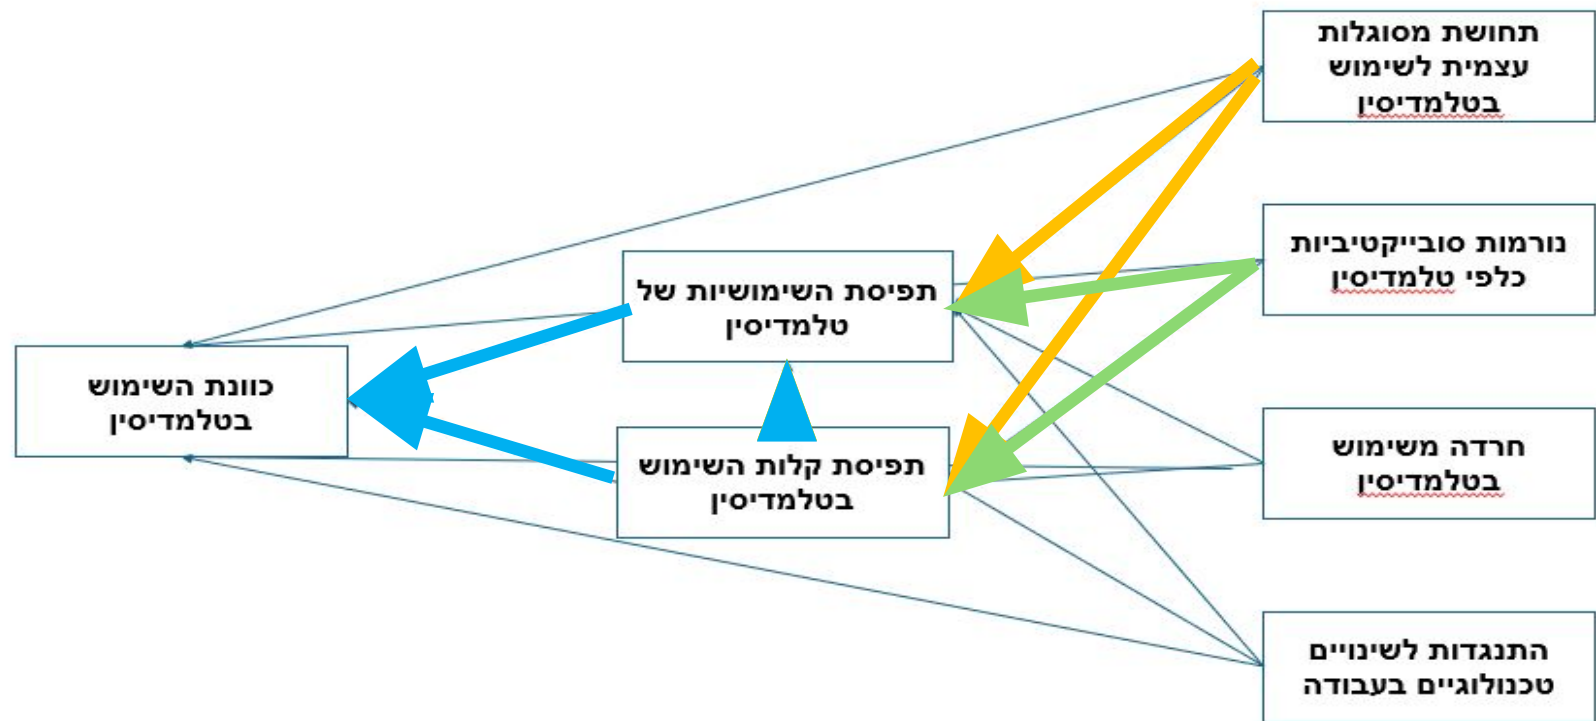 תחושת מסוגלות
עצמית לשימוש
בטלמדיסין
נורמות סובייקטיביות
כלפי טלמדיסין
תפיסת השימושיות של
טלמדיסין
כוונת השימוש
בטלמדיסין
תפיסת קלות השימוש
בטלמדיסין
חרדה משימוש
בטלמדיסין
התנגדות לשינויים
טכנולוגיים בעבודה